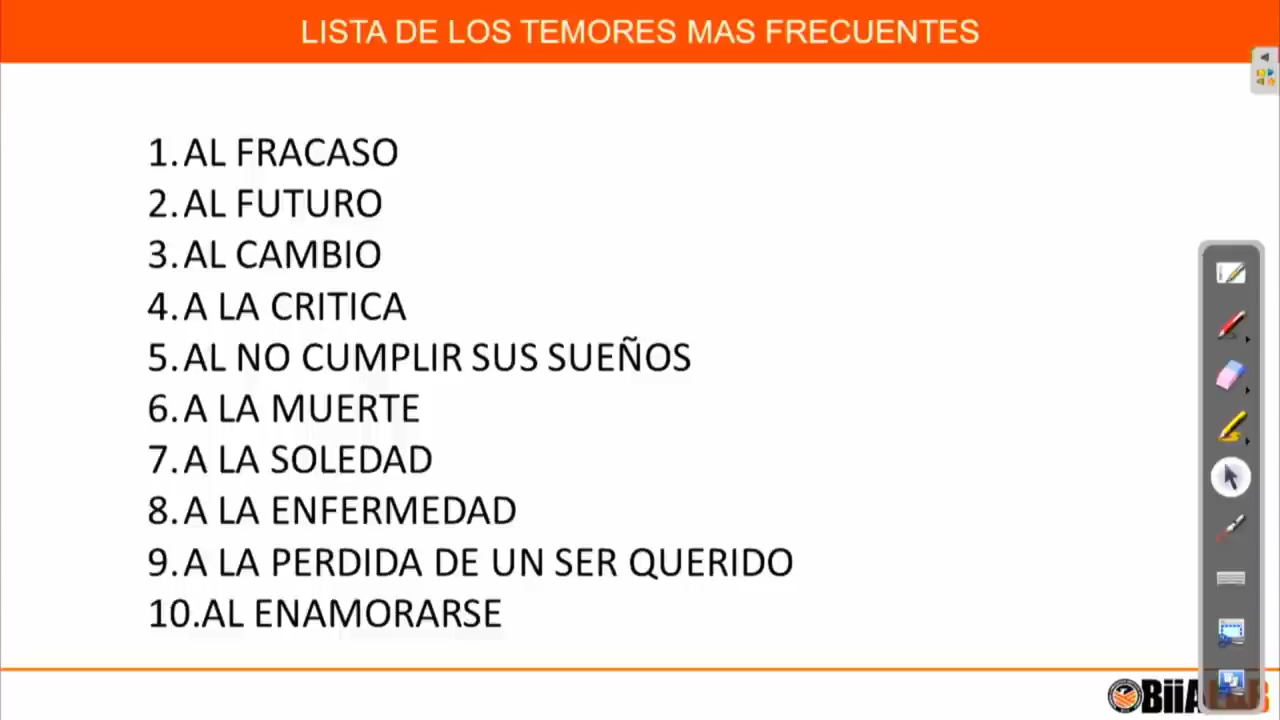 LISTA DE LOS TEMORES MAS FRECUENTES
1. AL FRACASO
2. AL FUTURO
3. AL CAMBIO
4. A LA CRITICA
5. AL NO CUMPLIR SUS SUEÑOS
6. A LA MUERTE
7. A LA SOLEDAD
8. A LA ENFERMEDAD
9. A LA PERDIDA DE UN SER QUERIDO
10.AL ENAMORARSE
BiiALAB